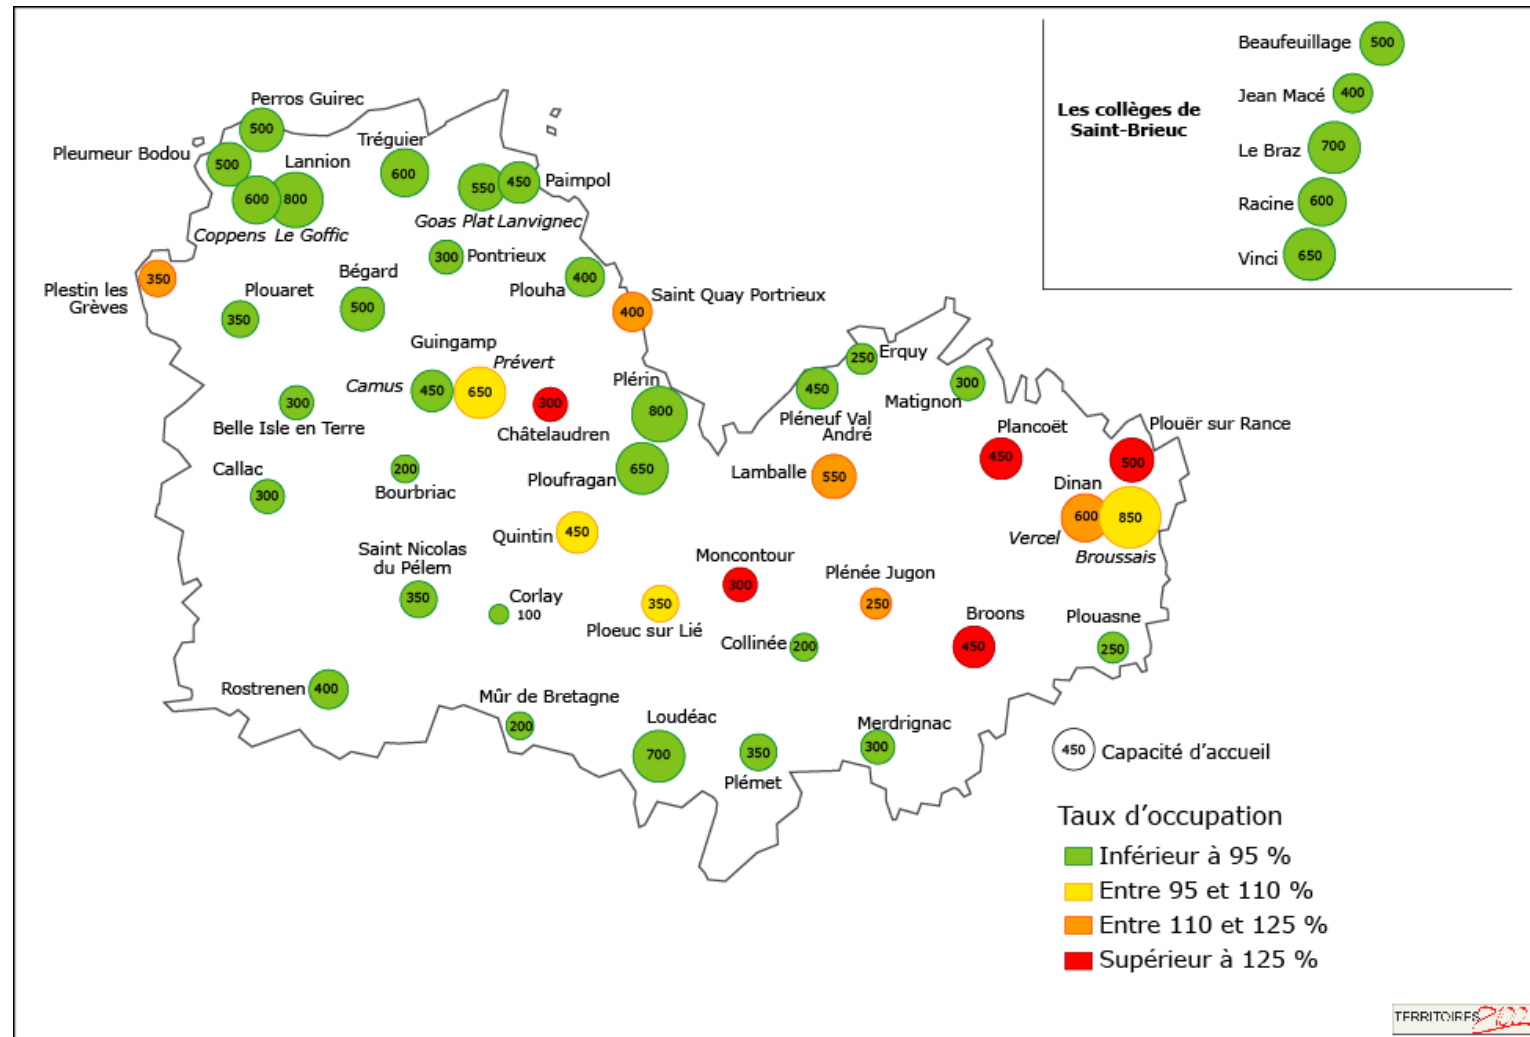 Beaufeuillage 500
Jean Macé 400
Les collèges de
Saint-Brieuc
Le Braz 700
Racine 600
Vinci 650
Perros Guirec
500
Pleumeur Bodou 500
Lannion
600 800
Coppens Le Goffic
Tréguier
600
550 450 Paimpol
Goas Plat Lanvignec
300 Pontrieux
350
Plestin les
Grèves
Plouaret
350
Bégard
500
Plouha 400
Saint Quay Portrieux
400
Guingamp
Prévert
Camus 450 650
300
Châtelaudren
Plérin
800
250 Erquy
450
Pléneuf Val
André
300
Matignon
Plancoët
450
Plouër sur Rance
500
300
Belle Isle en Terre
Callac
300
200
Bourbriac
Ploufragan 650
Lamballe 550
Dinan
600 850
Vercel
Broussais
Quintin 450
Saint Nicolas
du Pélem
350
Corlay
100
350
Ploeuc sur Lié
Moncontour
300
Plénée Jugon
250
Collinée 200
Broons
450
Plouasne
250
Rostrenen 400
Mûr de Bretagne
200
Loudéac
700
350
Plémet
Merdrignac
300
450 Capacité d'accueil
Taux d'occupation
Inférieur à 95 %
Entre 95 et 110 %
Entre 110 et 125 %
Supérieur à 125 %
TERRITOIRES